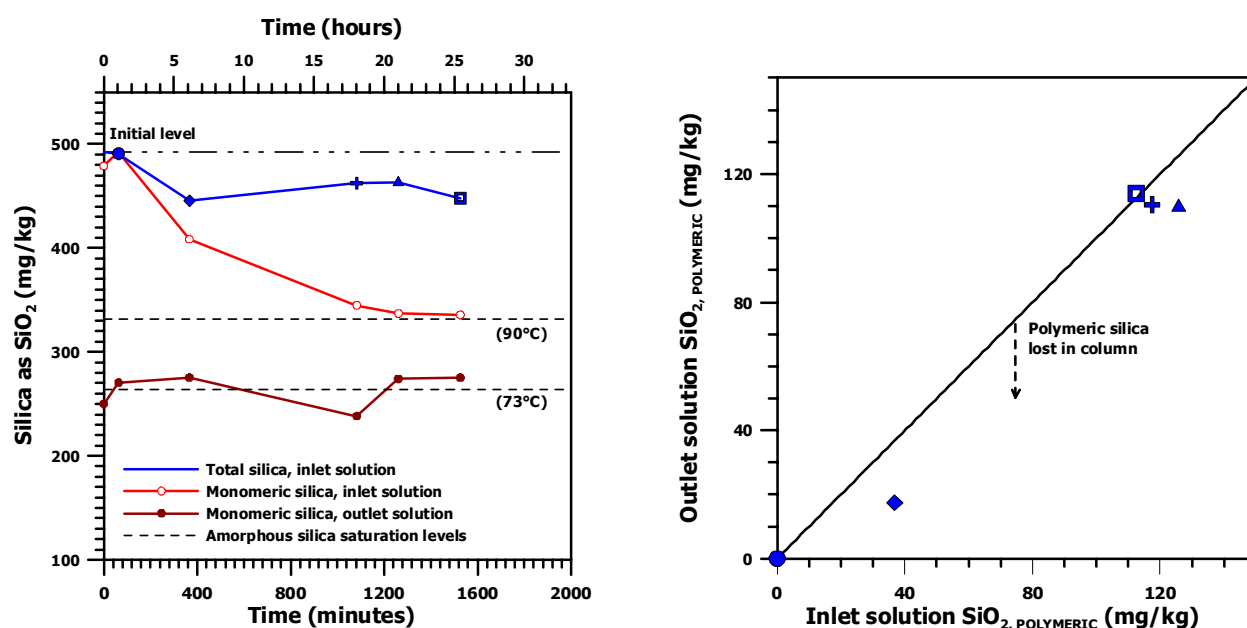 Time (hours)
0 5 10 15 20 25 30
Silica as SiO₂ (mg/kg)
500
400
300
200
100
Initial level
(90°C)
(73°C)
Total silica, inlet solution
Monomeric silica, inlet solution
Monomeric silica, outlet solution
Amorphous silica saturation levels
0 400 800 1200 1600 2000
Time (minutes)
Outlet solution SiO₂, POLYMERIC (mg/kg)
120
80
40
0
Polymeric silica
lost in column
0 40 80 120
Inlet solution SiO₂, POLYMERIC (mg/kg)